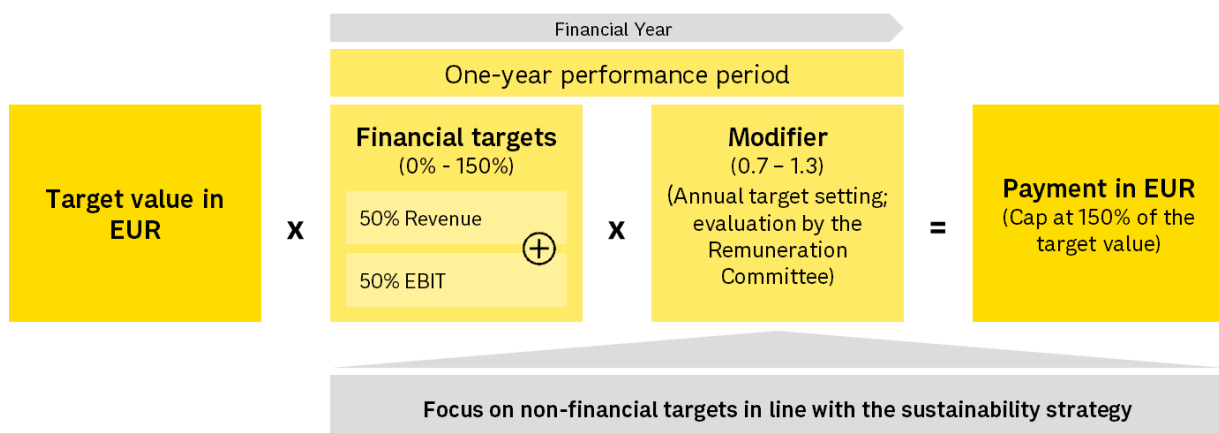 Financial Year
One-year performance period
Target value in
EUR
x
Financial targets
(0% - 150%)
50% Revenue
+
50% EBIT
x
Modifier
(0.7 – 1.3)
(Annual target setting;
evaluation by the
Remuneration
Committee)
=
Payment in EUR
(Cap at 150% of the
target value)
Focus on non-financial targets in line with the sustainability strategy